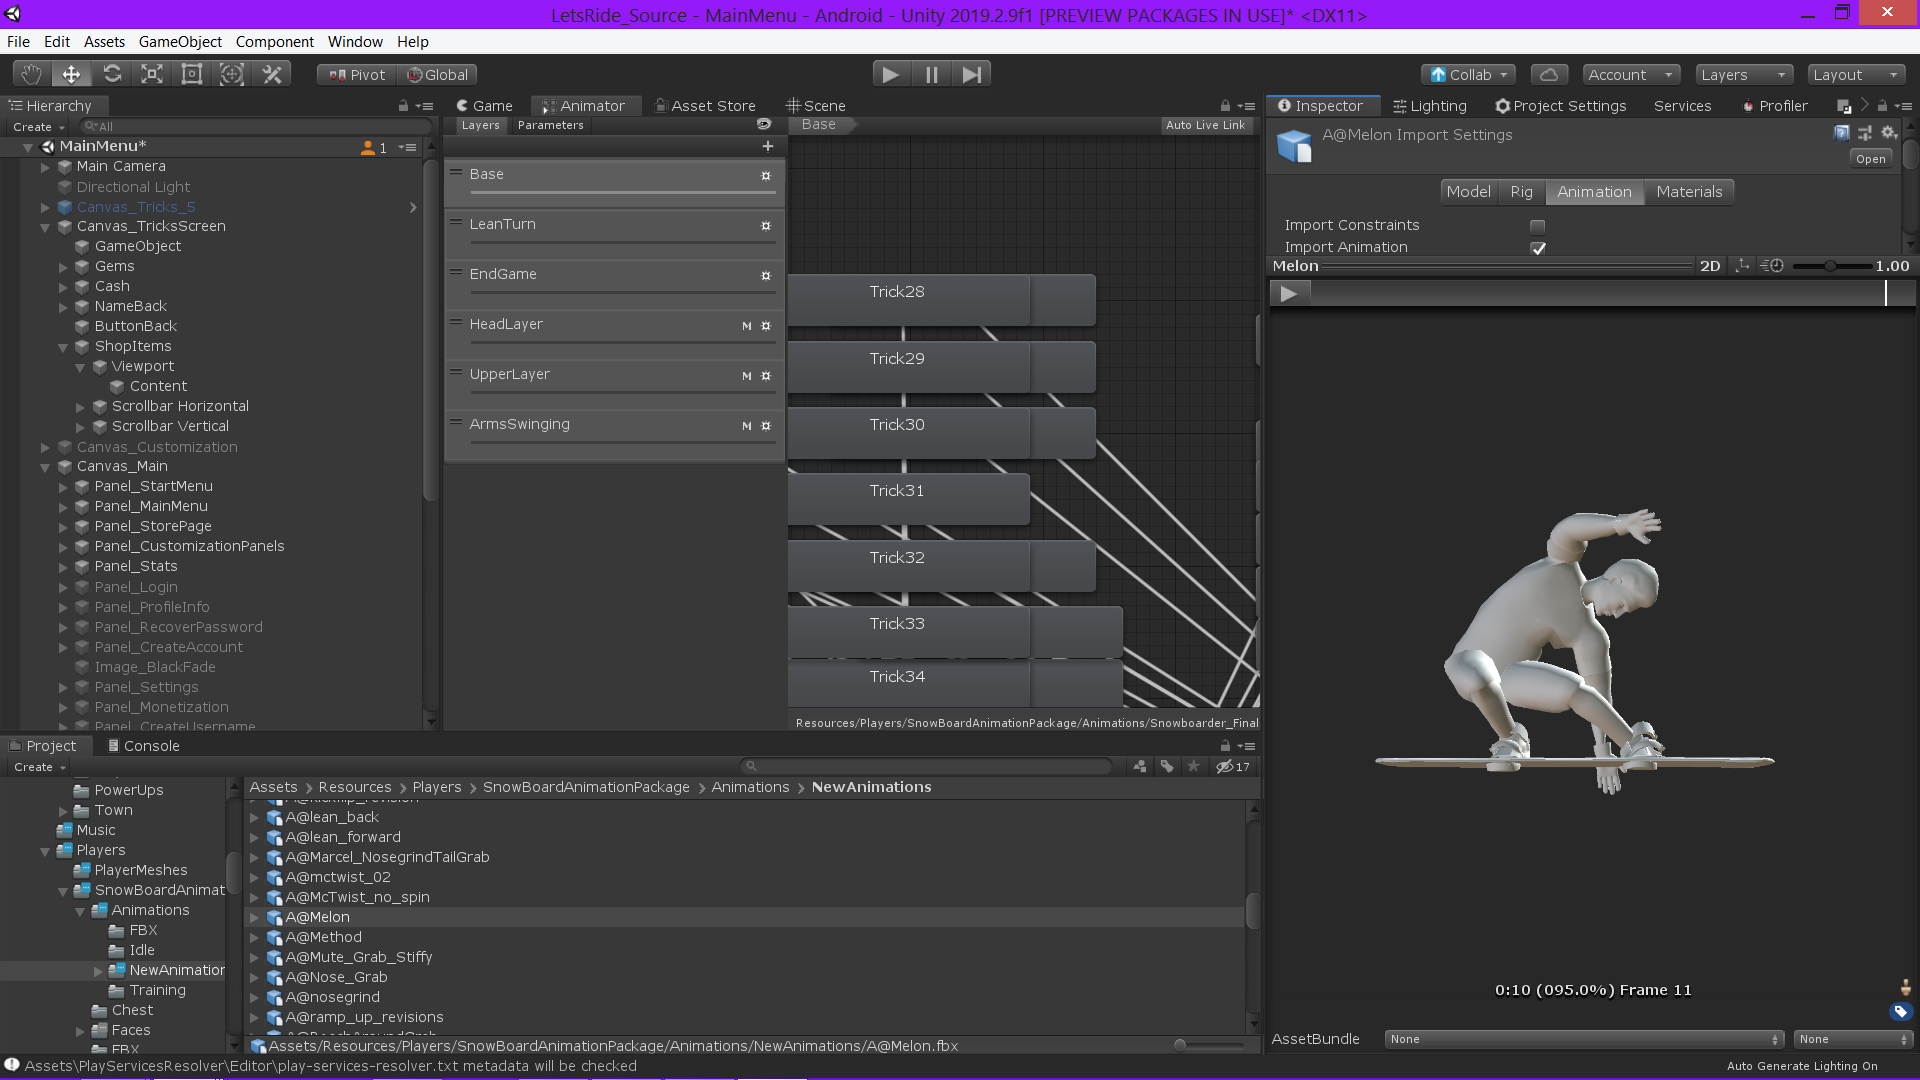 LetsRide_Source - MainMenu - Android - Unity 2019.2.9f1 [PREVIEW PACKAGES IN USE]* <DX11>
File Edit Assets GameObject Component Window Help
Pivot Global Collab Account Layers Layout
Hierarchy
Create All
MainMenu* 1
Main Camera
Directional Light
Canvas_Tricks_5
Canvas_TricksScreen
GameObject
Gems
Cash
NameBack
ButtonBack
ShopItems
Viewport
Content
Scrollbar Horizontal
Scrollbar Vertical
Canvas_Customization
Canvas_Main
Panel_StartMenu
Panel_MainMenu
Panel_StorePage
Panel_CustomizationPanels
Panel_Stats
Panel_Login
Panel_ProfileInfo
Panel_RecoverPassword
Panel_CreateAccount
Image_BlackFade
Panel_Settings
Panel_Monetization
Panel_CreateUsername
Game Animator Asset Store Scene
Layers Parameters Base Auto Live Link
Base
LeanTurn
EndGame
HeadLayer M
UpperLayer M
ArmsSwinging M
Trick28
Trick29
Trick30
Trick31
Trick32
Trick33
Trick34
Resources/Players/SnowBoardAnimationPackage/Animations/Snowboarder_Final
Inspector Lighting Project Settings Services Profiler
A@Melon Import Settings
Open
Model Rig Animation Materials
Import Constraints
Import Animation
Melon 2D 1.00
0:10 (095.0%) Frame 11
AssetBundle None None
Project Console
Create 17
PowerUps
Town
Music
Players
PlayerMeshes
SnowBoardAnimat
Animations
FBX
Idle
NewAnimation
Training
Chest
Faces
FBX
Assets Resources Players SnowBoardAnimationPackage Animations NewAnimations
A@kickflip_revision
A@lean_back
A@lean_forward
A@Marcel_NosegrindTailGrab
A@mctwist_02
A@McTwist_no_spin
A@Melon
A@Method
A@Mute_Grab_Stiffy
A@Nose_Grab
A@nosegrind
A@ramp_up_revisions
Assets/Resources/Players/SnowBoardAnimationPackage/Animations/NewAnimations/A@Melon.fbx
Assets\PlayServicesResolver\Editor\play-services-resolver.txt metadata will be checked
Auto Generate Lighting On